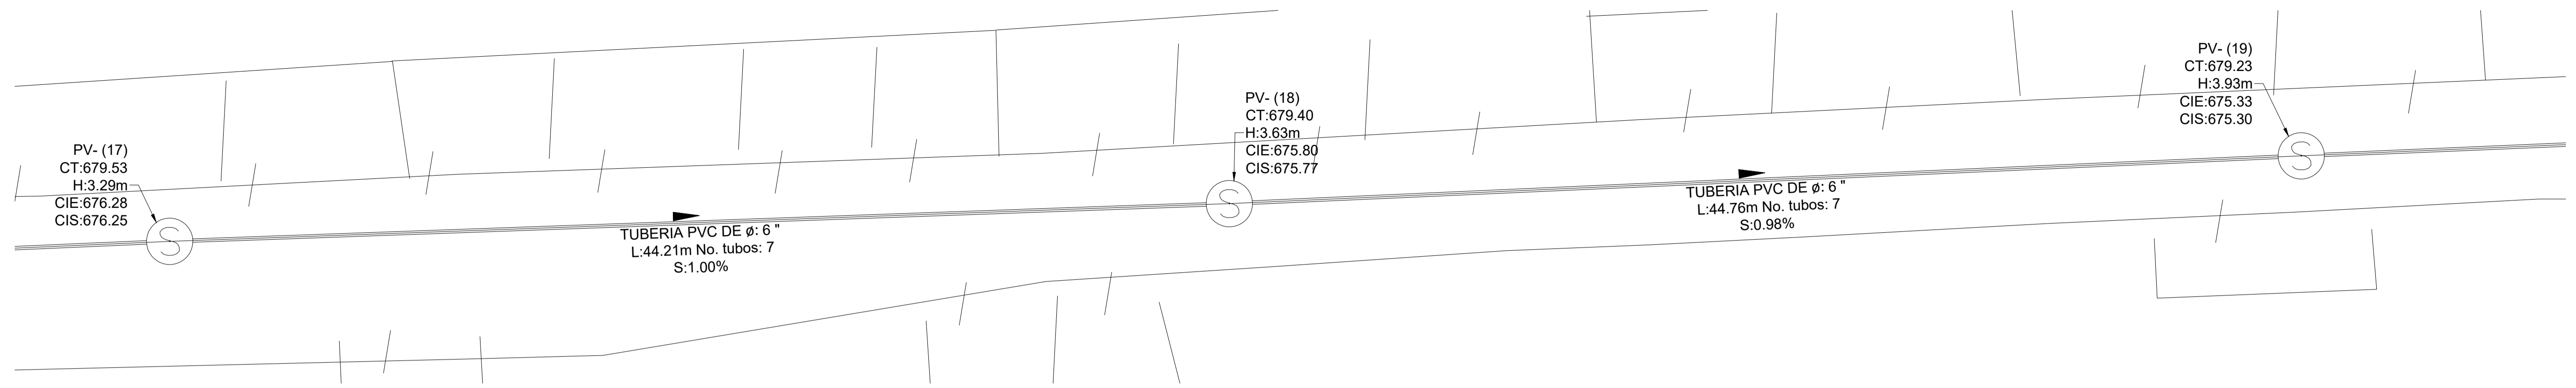 PV- (17)
CT:679.53
H:3.29m
CIE:676.28
CIS:676.25
TUBERIA PVC DE ø: 6 "
L:44.21m No. tubos: 7
S:1.00%
PV- (18)
CT:679.40
H:3.63m
CIE:675.80
CIS:675.77
TUBERIA PVC DE ø: 6 "
L:44.76m No. tubos: 7
S:0.98%
PV- (19)
CT:679.23
H:3.93m
CIE:675.33
CIS:675.30
S
S
S